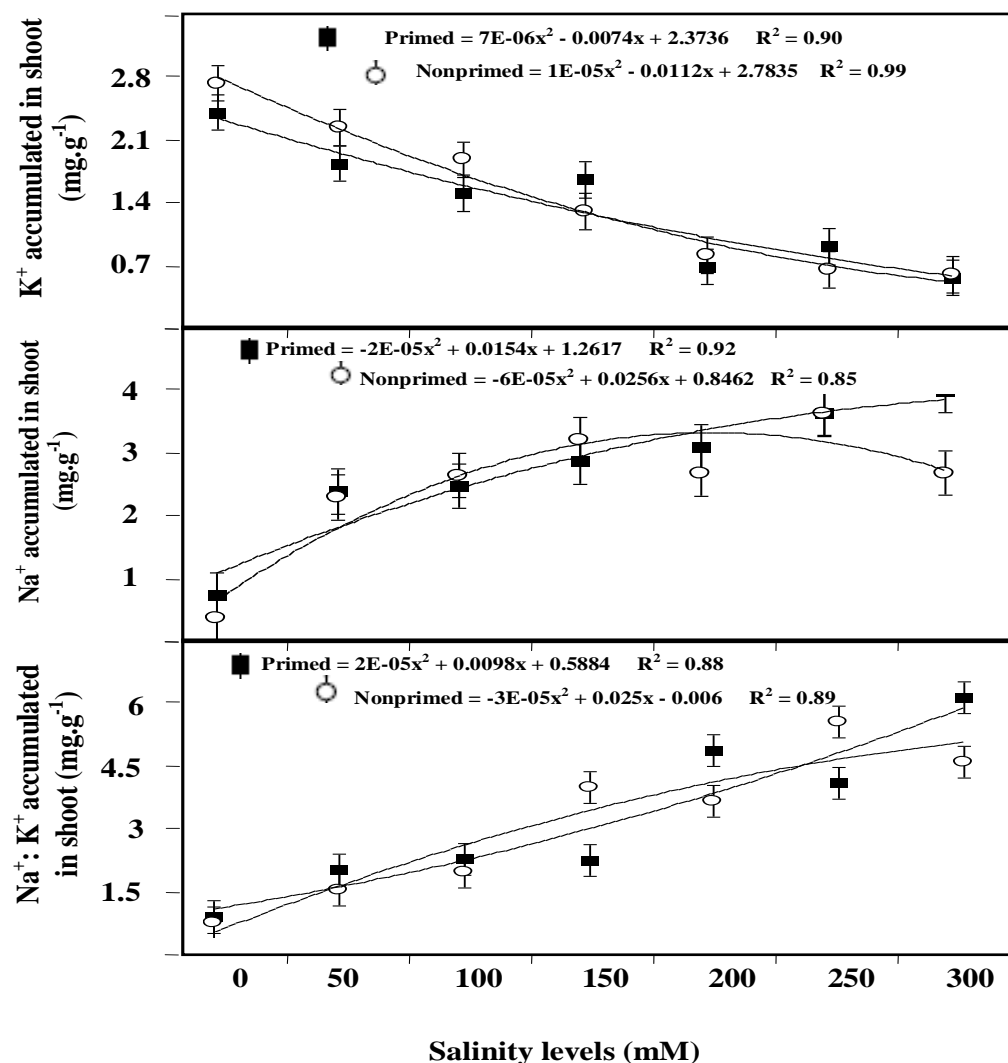 Primed = 7E-06x² - 0.0074x + 2.3736 R² = 0.90
Nonprimed = 1E-05x² - 0.0112x + 2.7835 R² = 0.99
K⁺ accumulated in shoot
(mg.g⁻¹)
2.8
2.1
1.4
0.7
Primed = -2E-05x² + 0.0154x + 1.2617 R² = 0.92
Nonprimed = -6E-05x² + 0.0256x + 0.8462 R² = 0.85
Na⁺ accumulated in shoot
(mg.g⁻¹)
4
3
2
1
Primed = 2E-05x² + 0.0098x + 0.5884 R² = 0.88
Nonprimed = -3E-05x² + 0.025x - 0.006 R² = 0.89
Na⁺: K⁺ accumulated
in shoot (mg.g⁻¹)
6
4.5
3
1.5
0 50 100 150 200 250 300
Salinity levels (mM)